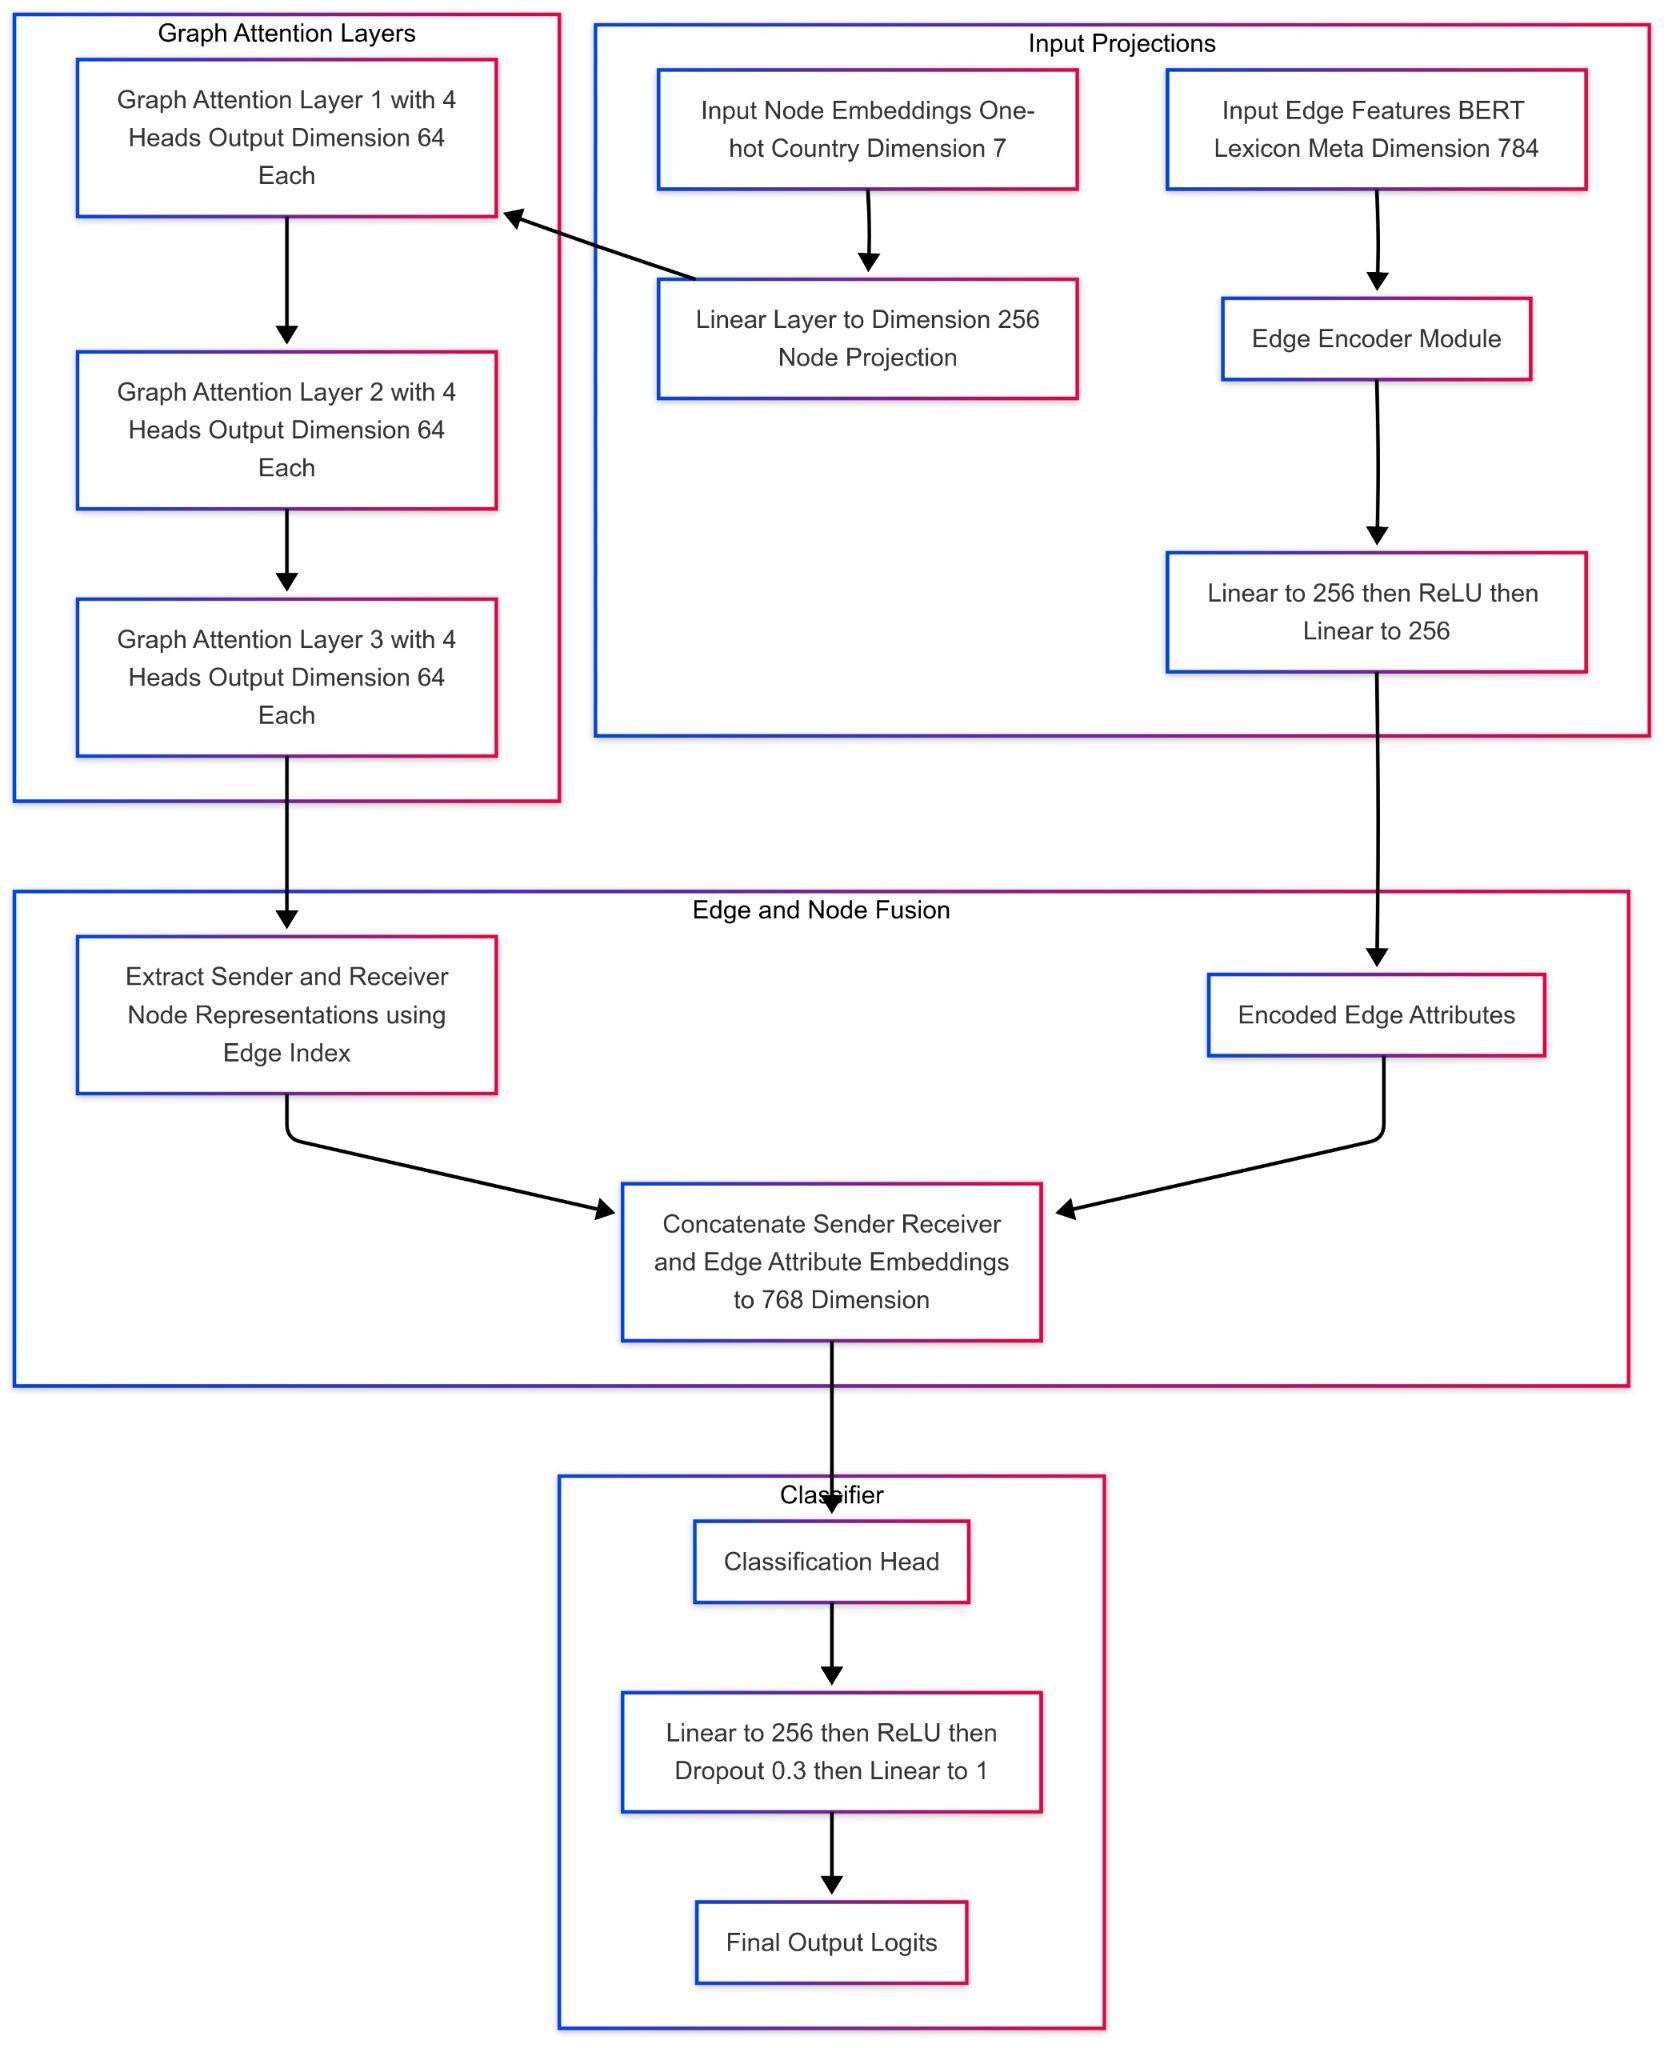 Graph Attention Layers
Graph Attention Layer 1 with 4
Heads Output Dimension 64
Each
Graph Attention Layer 2 with 4
Heads Output Dimension 64
Each
Graph Attention Layer 3 with 4
Heads Output Dimension 64
Each
Input Projections
Input Node Embeddings One-
hot Country Dimension 7
Linear Layer to Dimension 256
Node Projection
Input Edge Features BERT
Lexicon Meta Dimension 784
Edge Encoder Module
Linear to 256 then ReLU then
Linear to 256
Edge and Node Fusion
Extract Sender and Receiver
Node Representations using
Edge Index
Encoded Edge Attributes
Concatenate Sender Receiver
and Edge Attribute Embeddings
to 768 Dimension
Classifier
Classification Head
Linear to 256 then ReLU then
Dropout 0.3 then Linear to 1
Final Output Logits